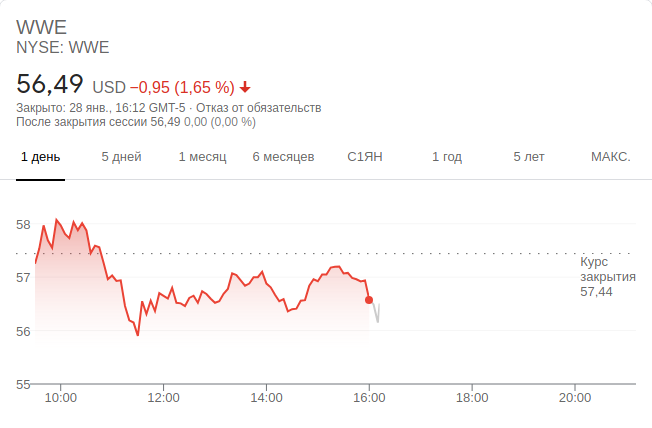 WWE
NYSE: WWE
56,49 USD −0,95 (1,65 %)
Закрыто: 28 янв., 16:12 GMT-5 · Отказ от обязательств
После закрытия сессии 56,49 0,00 (0,00 %)
1 день 5 дней 1 месяц 6 месяцев С1ЯН 1 год 5 лет МАКС.
58
57
56
55
Курс
закрытия
57,44
10:00 12:00 14:00 16:00 18:00 20:00